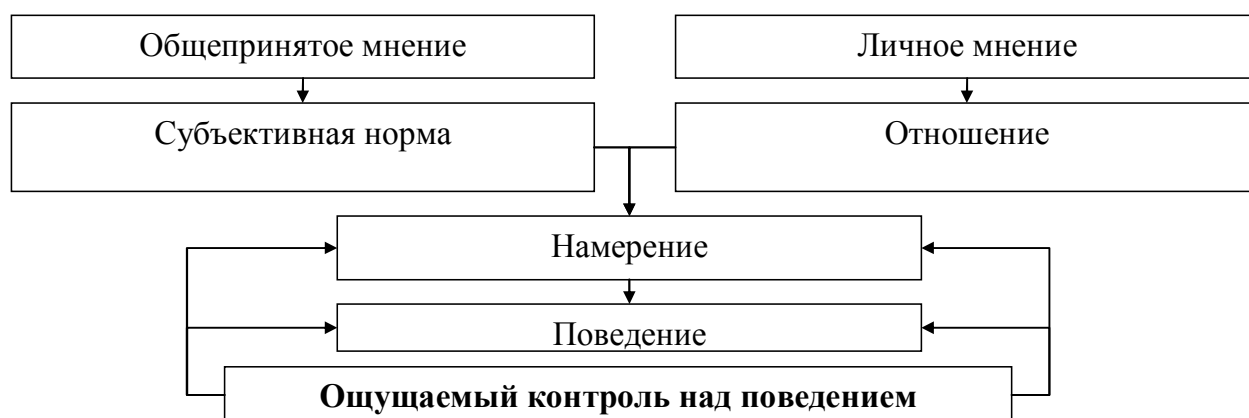 Общепринятое мнение
Личное мнение
Субъективная норма
Отношение
Намерение
Поведение
Ощущаемый контроль над поведением